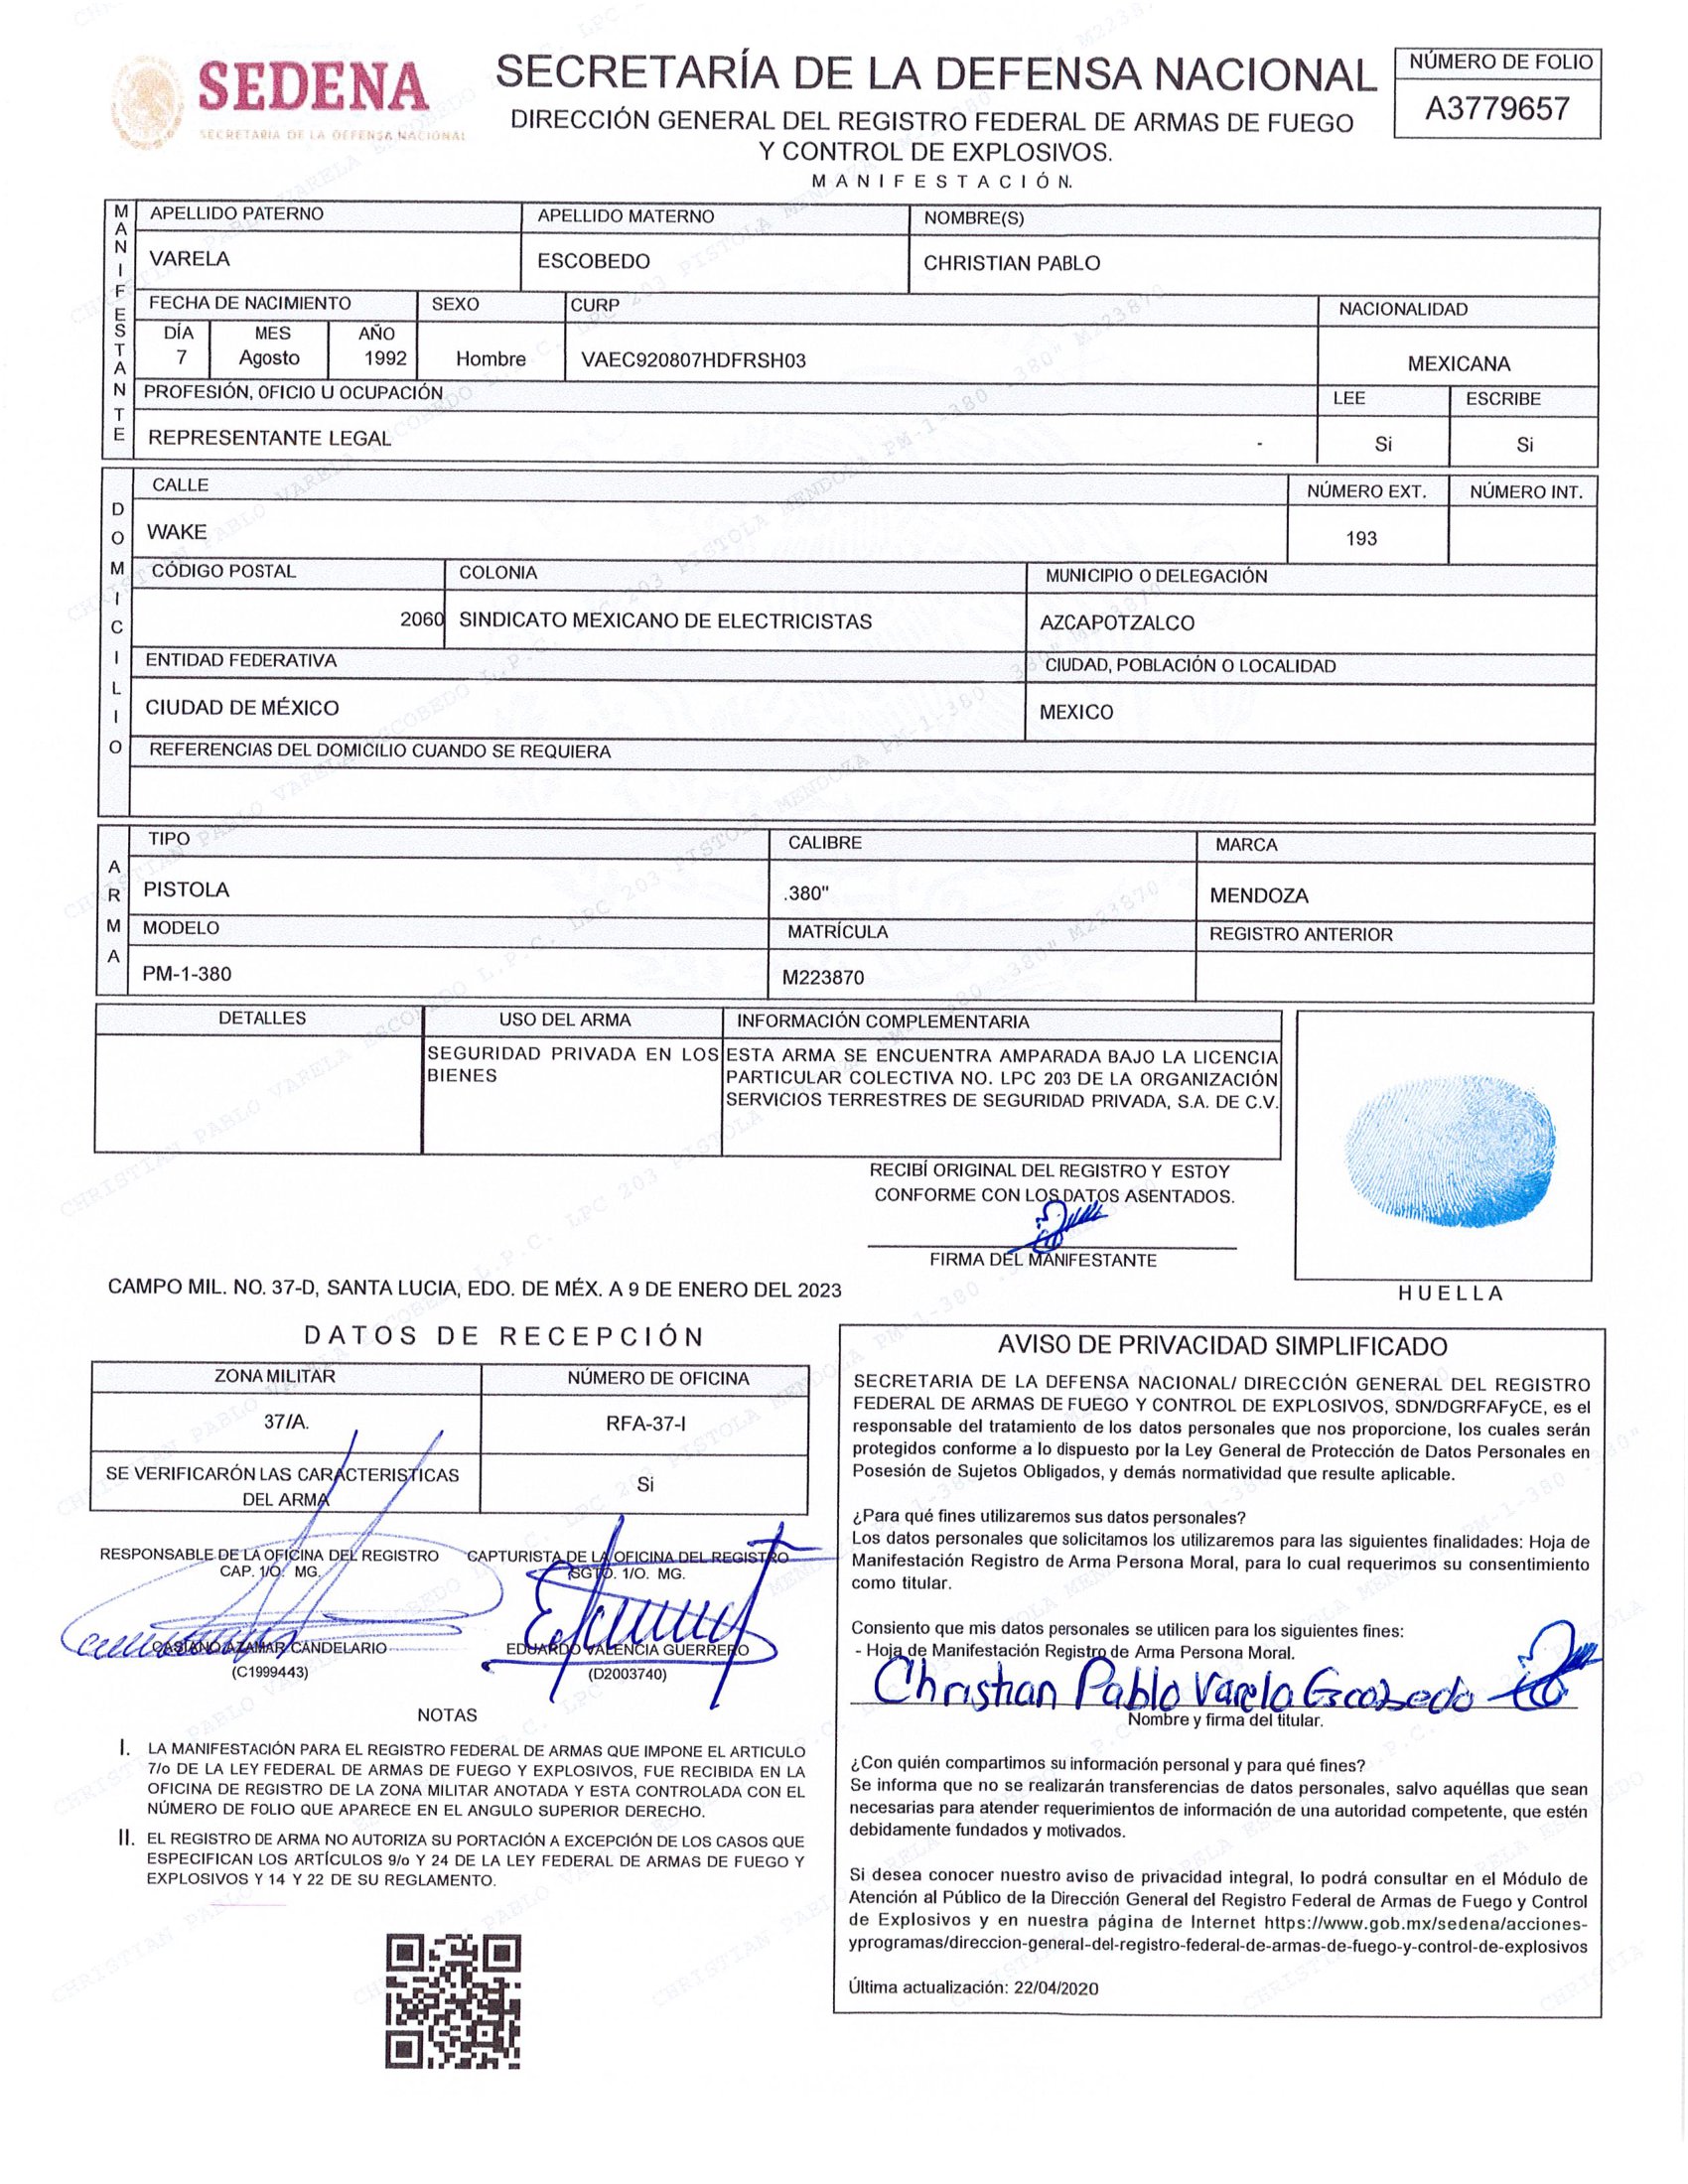 SEDENA
SECRETARÍA DE LA DEFENSA NACIONAL
SECRETARÍA DE LA DEFENSA NACIONAL
DIRECCIÓN GENERAL DEL REGISTRO FEDERAL DE ARMAS DE FUEGO
Y CONTROL DE EXPLOSIVOS.
MANIFESTACIÓN.
NÚMERO DE FOLIO
A3779657
MANIFESTANTE
APELLIDO PATERNO APELLIDO MATERNO NOMBRE(S)
VARELA ESCOBEDO CHRISTIAN PABLO
FECHA DE NACIMIENTO SEXO CURP NACIONALIDAD
DÍA MES AÑO
7 Agosto 1992 Hombre VAEC920807HDFRSH03 MEXICANA
PROFESIÓN, OFICIO U OCUPACIÓN LEE ESCRIBE
REPRESENTANTE LEGAL - Si Si
DOMICILIO
CALLE NÚMERO EXT. NÚMERO INT.
WAKE 193
CÓDIGO POSTAL COLONIA MUNICIPIO O DELEGACIÓN
2060 SINDICATO MEXICANO DE ELECTRICISTAS AZCAPOTZALCO
ENTIDAD FEDERATIVA CIUDAD, POBLACIÓN O LOCALIDAD
CIUDAD DE MÉXICO MEXICO
REFERENCIAS DEL DOMICILIO CUANDO SE REQUIERA
ARMA
TIPO CALIBRE MARCA
PISTOLA .380" MENDOZA
MODELO MATRÍCULA REGISTRO ANTERIOR
PM-1-380 M223870
DETALLES USO DEL ARMA INFORMACIÓN COMPLEMENTARIA
SEGURIDAD PRIVADA EN LOS
BIENES
ESTA ARMA SE ENCUENTRA AMPARADA BAJO LA LICENCIA
PARTICULAR COLECTIVA NO. LPC 203 DE LA ORGANIZACIÓN
SERVICIOS TERRESTRES DE SEGURIDAD PRIVADA, S.A. DE C.V.
RECIBÍ ORIGINAL DEL REGISTRO Y ESTOY
CONFORME CON LOS DATOS ASENTADOS.
FIRMA DEL MANIFESTANTE
HUELLA
CAMPO MIL. NO. 37-D, SANTA LUCIA, EDO. DE MÉX. A 9 DE ENERO DEL 2023
DATOS DE RECEPCIÓN
ZONA MILITAR NÚMERO DE OFICINA
37/A. RFA-37-I
SE VERIFICARÓN LAS CARACTERISTICAS
DEL ARMA
Si
RESPONSABLE DE LA OFICINA DEL REGISTRO
CAP. 1/O. MG.
CASIANO AZAMAR CANDELARIO
(C1999443)
CAPTURISTA DE LA OFICINA DEL REGISTRO
SGTO. 1/O. MG.
EDUARDO VALENCIA GUERRERO
(D2003740)
NOTAS
I. LA MANIFESTACIÓN PARA EL REGISTRO FEDERAL DE ARMAS QUE IMPONE EL ARTICULO
7/o DE LA LEY FEDERAL DE ARMAS DE FUEGO Y EXPLOSIVOS, FUE RECIBIDA EN LA
OFICINA DE REGISTRO DE LA ZONA MILITAR ANOTADA Y ESTA CONTROLADA CON EL
NÚMERO DE FOLIO QUE APARECE EN EL ANGULO SUPERIOR DERECHO.
II. EL REGISTRO DE ARMA NO AUTORIZA SU PORTACIÓN A EXCEPCIÓN DE LOS CASOS QUE
ESPECIFICAN LOS ARTÍCULOS 9/o Y 24 DE LA LEY FEDERAL DE ARMAS DE FUEGO Y
EXPLOSIVOS Y 14 Y 22 DE SU REGLAMENTO.
AVISO DE PRIVACIDAD SIMPLIFICADO
SECRETARIA DE LA DEFENSA NACIONAL/ DIRECCIÓN GENERAL DEL REGISTRO
FEDERAL DE ARMAS DE FUEGO Y CONTROL DE EXPLOSIVOS, SDN/DGRFAFyCE, es el
responsable del tratamiento de los datos personales que nos proporcione, los cuales serán
protegidos conforme a lo dispuesto por la Ley General de Protección de Datos Personales en
Posesión de Sujetos Obligados, y demás normatividad que resulte aplicable.
¿Para qué fines utilizaremos sus datos personales?
Los datos personales que solicitamos los utilizaremos para las siguientes finalidades: Hoja de
Manifestación Registro de Arma Persona Moral, para lo cual requerimos su consentimiento
como titular.
Consiento que mis datos personales se utilicen para los siguientes fines:
- Hoja de Manifestación Registro de Arma Persona Moral.
Christian Pablo Varela Escobedo
Nombre y firma del titular.
¿Con quién compartimos su información personal y para qué fines?
Se informa que no se realizarán transferencias de datos personales, salvo aquéllas que sean
necesarias para atender requerimientos de información de una autoridad competente, que estén
debidamente fundados y motivados.
Si desea conocer nuestro aviso de privacidad integral, lo podrá consultar en el Módulo de
Atención al Público de la Dirección General del Registro Federal de Armas de Fuego y Control
de Explosivos y en nuestra página de Internet https://www.gob.mx/sedena/acciones-
yprogramas/direccion-general-del-registro-federal-de-armas-de-fuego-y-control-de-explosivos
Última actualización: 22/04/2020